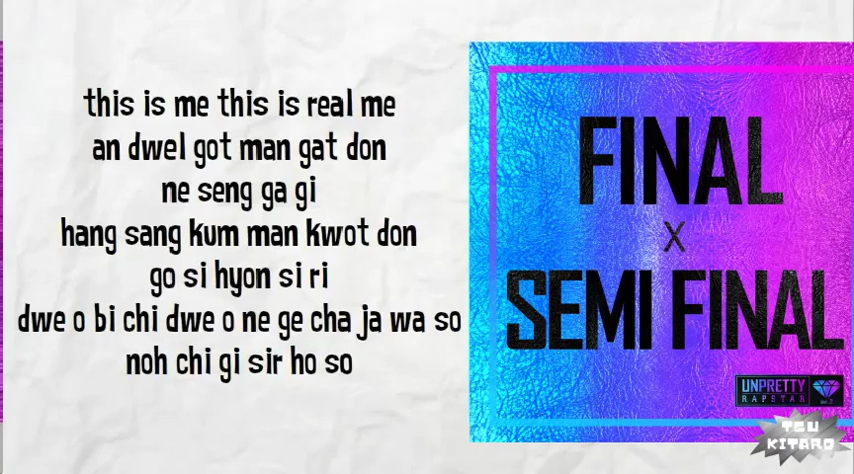 this is me this is real me
an dwel got man gat don
ne seng ga gi
hang sang kum man kwot don
go si hyon si ri
dwe o bi chi dwe o ne ge cha ja wa so
noh chi gi sir ho so
FINAL
X
SEMI FINAL
UNPRETTY
RAPSTAR
TGU
KITARO